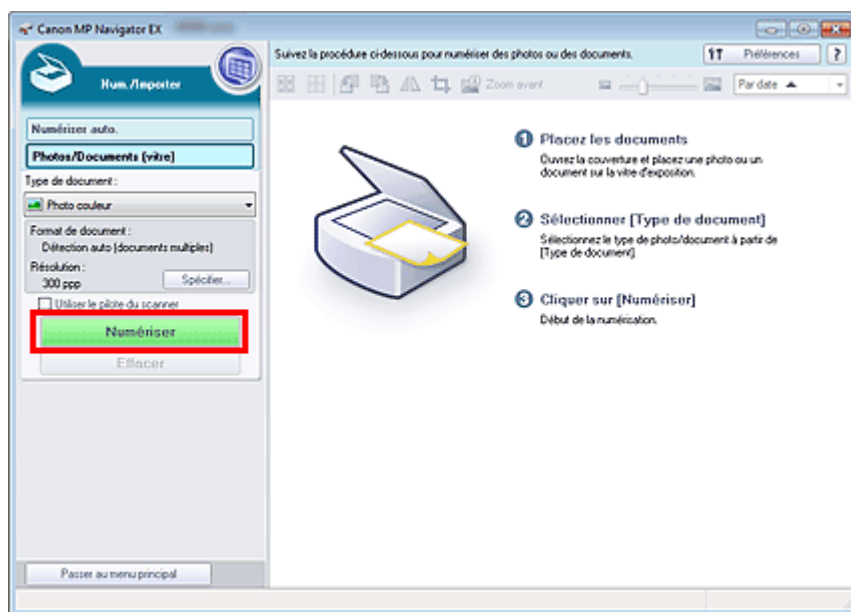 Canon MP Navigator EX
Suivez la procédure ci-dessous pour numériser des photos ou des documents.
Préférences
?
Num./Importer
Zoom avant
Par date
Numériser auto.
Photos/Documents (vitre)
Type de document :
Photo couleur
Format de document :
Détection auto (documents multiples)
Résolution :
300 ppp
Spécifier...
Utiliser le pilote du scanner
Numériser
Effacer
1 Placez les documents
Ouvrez la couverture et placez une photo ou un
document sur la vitre d'exposition.
2 Sélectionner [Type de document]
Sélectionnez le type de photo/document à partir de
[Type de document].
3 Cliquer sur [Numériser]
Début de la numérisation.
Passer au menu principal